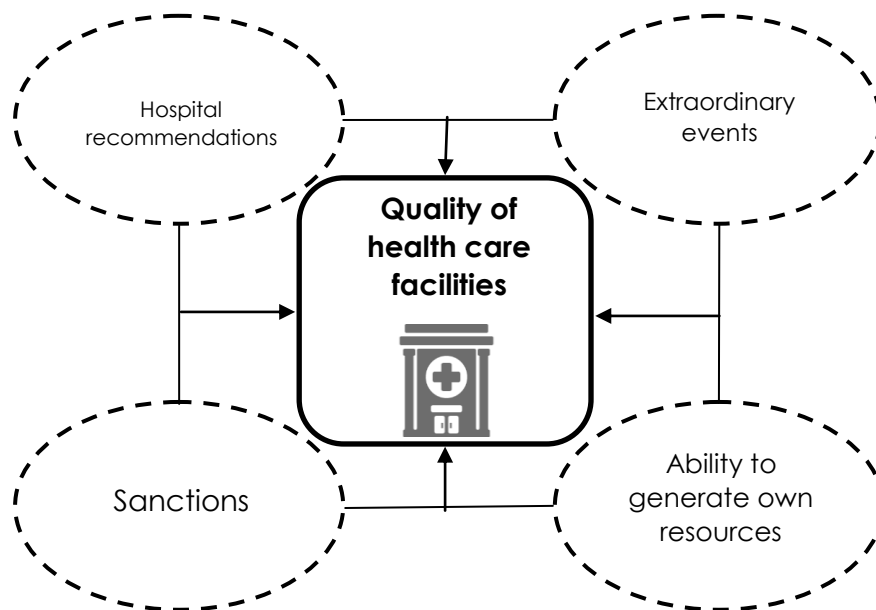 Hospital
recommendations
Extraordinary
events
Quality of
health care
facilities
Sanctions
Ability to
generate own
resources